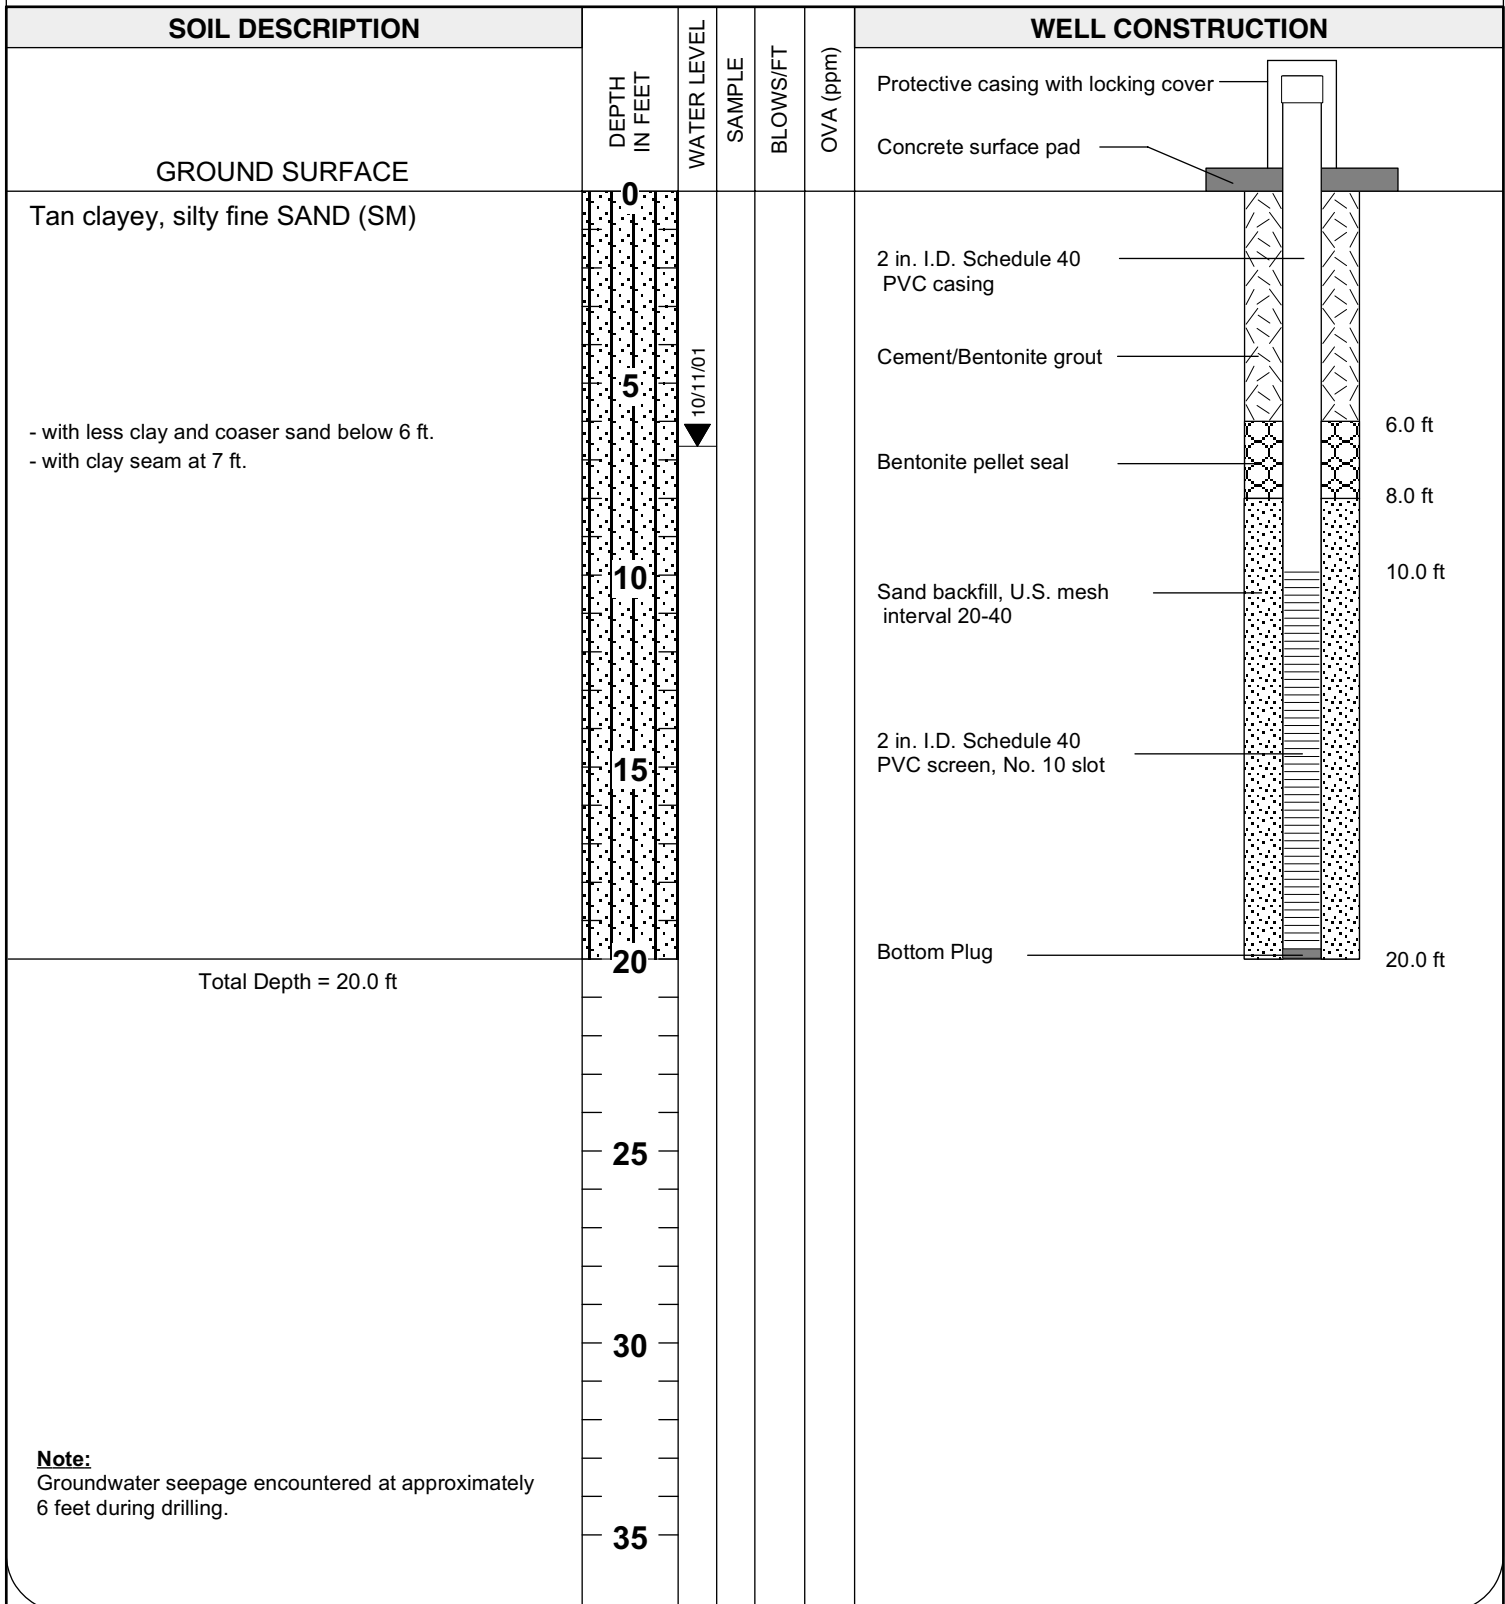 SOIL DESCRIPTION
DEPTH
IN FEET
WATER LEVEL
SAMPLE
BLOWS/FT
OVA (ppm)
WELL CONSTRUCTION
Protective casing with locking cover
Concrete surface pad
GROUND SURFACE
Tan clayey, silty fine SAND (SM)
- with less clay and coaser sand below 6 ft.
- with clay seam at 7 ft.
Total Depth = 20.0 ft
Note:
Groundwater seepage encountered at approximately
6 feet during drilling.
0
5
10
15
20
25
30
35
10/11/01
2 in. I.D. Schedule 40
PVC casing
Cement/Bentonite grout
6.0 ft
Bentonite pellet seal
8.0 ft
10.0 ft
Sand backfill, U.S. mesh
interval 20-40
2 in. I.D. Schedule 40
PVC screen, No. 10 slot
Bottom Plug
20.0 ft